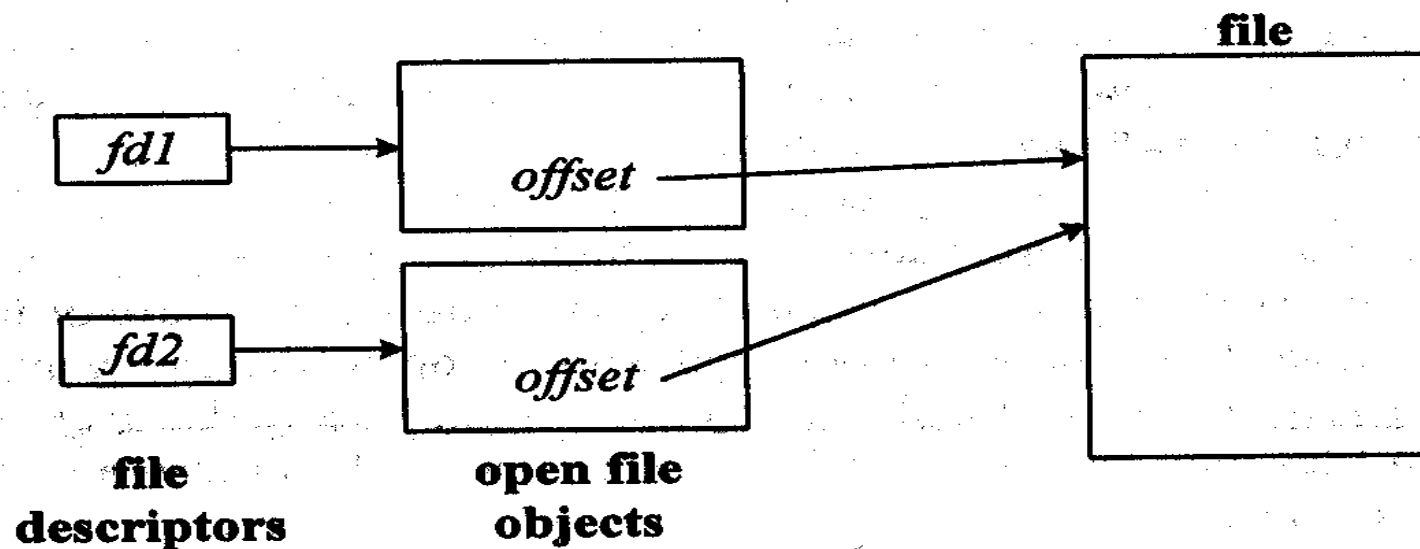 file
fd1
offset
fd2
offset
file
descriptors
open file
objects